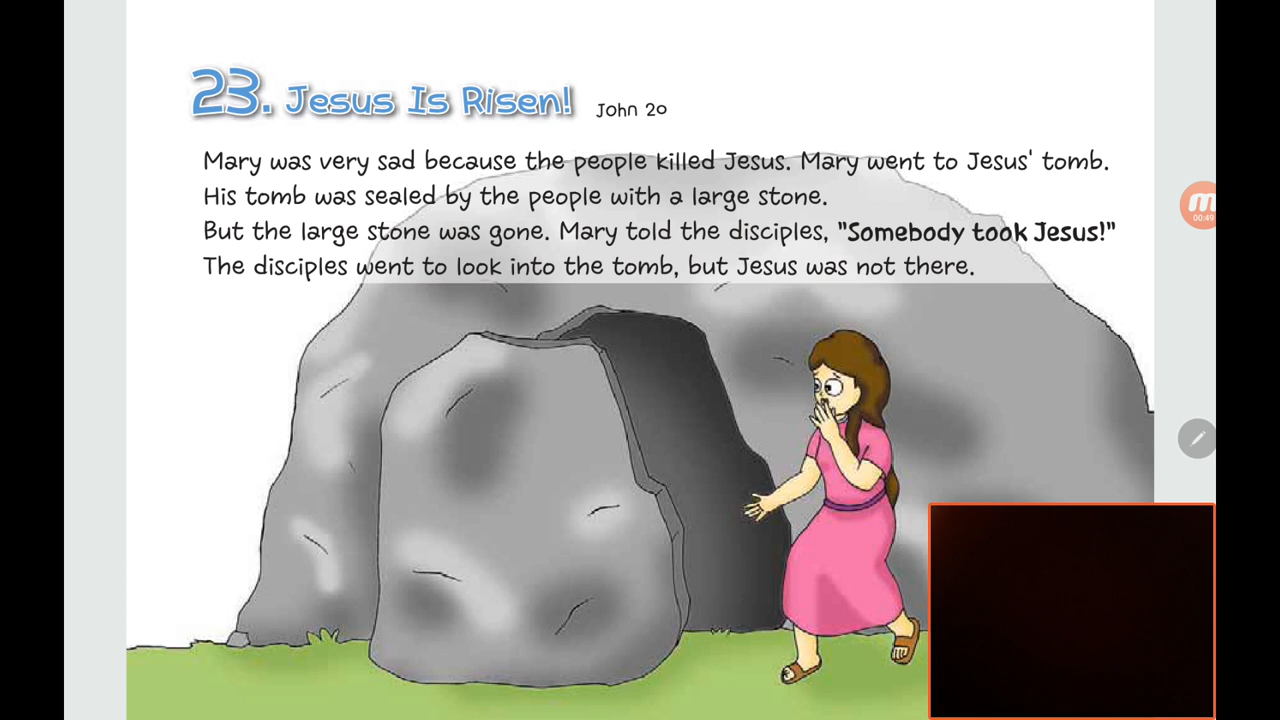 23. Jesus Is Risen! John 20
Mary was very sad because the people killed Jesus. Mary went to Jesus' tomb.
His tomb was sealed by the people with a large stone.
But the large stone was gone. Mary told the disciples, "Somebody took Jesus!"
The disciples went to look into the tomb, but Jesus was not there.
M
00:49